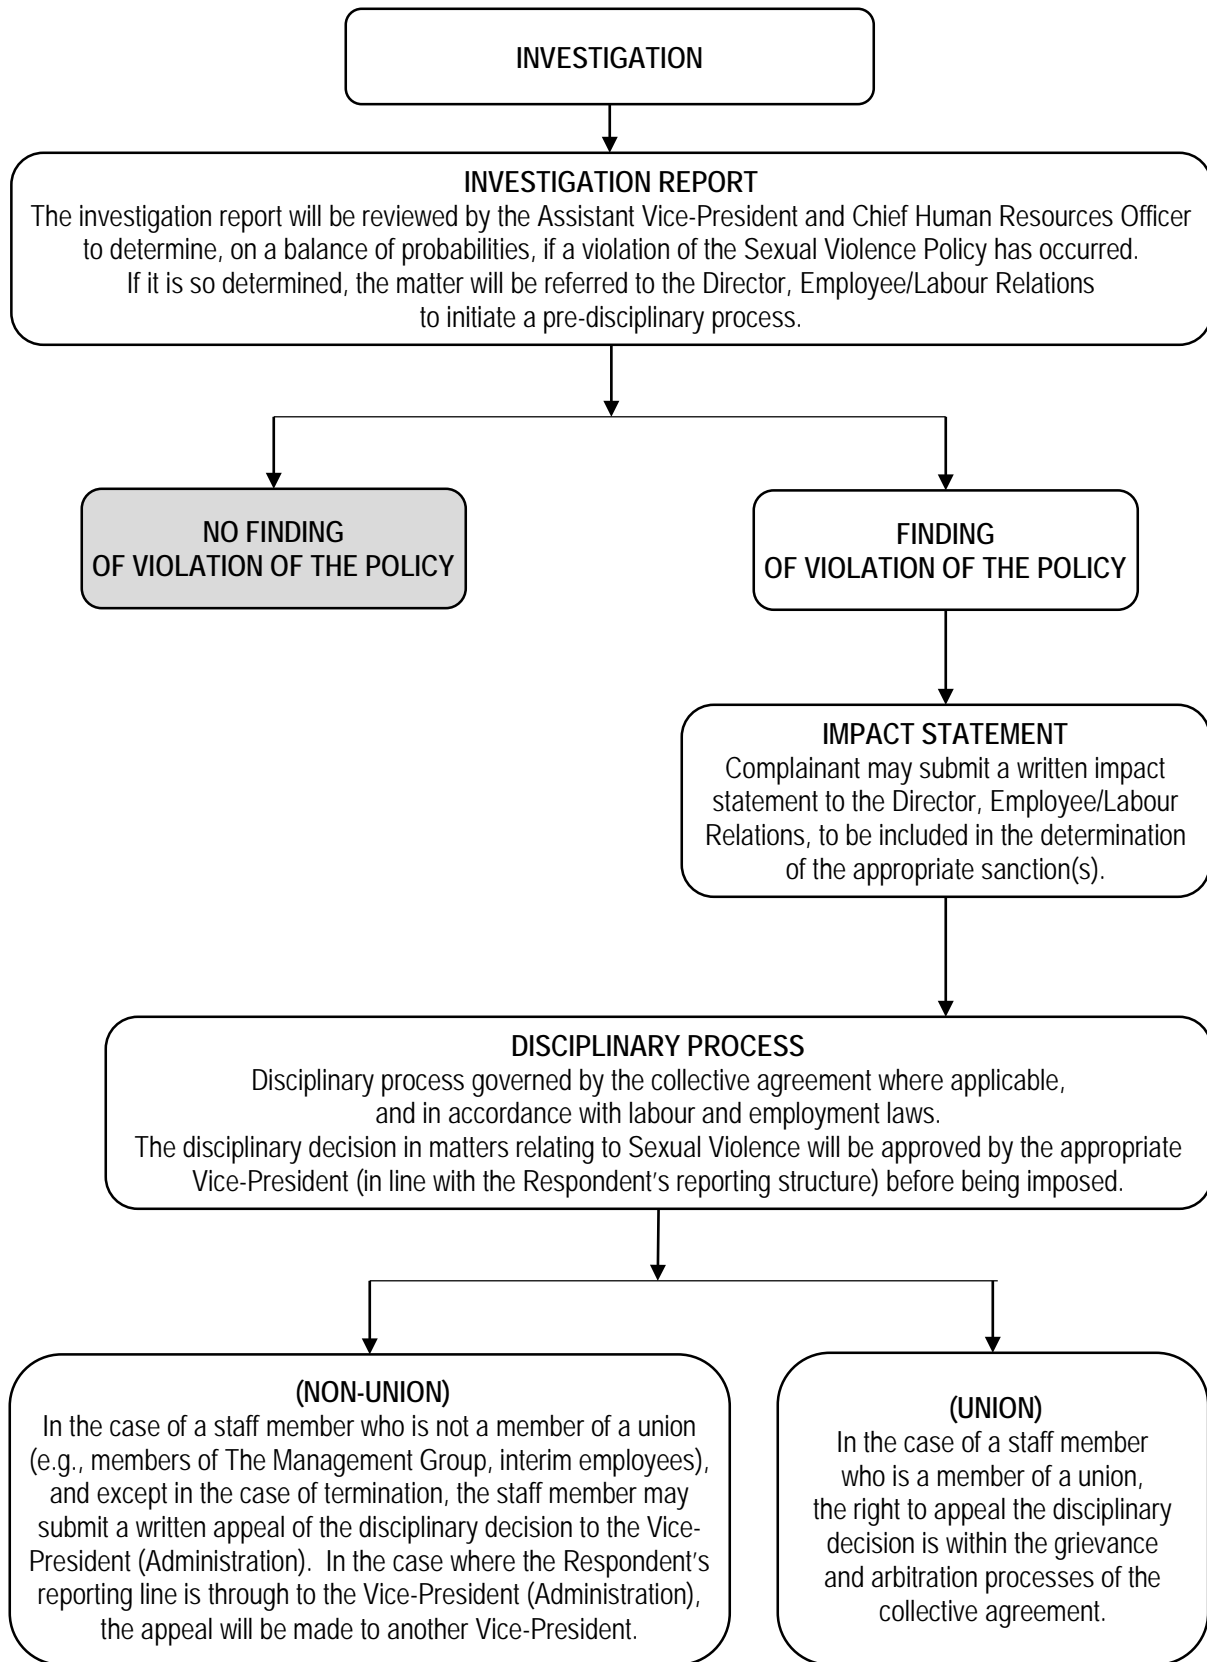 INVESTIGATION
INVESTIGATION REPORT
The investigation report will be reviewed by the Assistant Vice-President and Chief Human Resources Officer
to determine, on a balance of probabilities, if a violation of the Sexual Violence Policy has occurred.
If it is so determined, the matter will be referred to the Director, Employee/Labour Relations
to initiate a pre-disciplinary process.
NO FINDING
OF VIOLATION OF THE POLICY
FINDING
OF VIOLATION OF THE POLICY
IMPACT STATEMENT
Complainant may submit a written impact
statement to the Director, Employee/Labour
Relations, to be included in the determination
of the appropriate sanction(s).
DISCIPLINARY PROCESS
Disciplinary process governed by the collective agreement where applicable,
and in accordance with labour and employment laws.
The disciplinary decision in matters relating to Sexual Violence will be approved by the appropriate
Vice-President (in line with the Respondent's reporting structure) before being imposed.
(NON-UNION)
In the case of a staff member who is not a member of a union
(e.g., members of The Management Group, interim employees),
and except in the case of termination, the staff member may
submit a written appeal of the disciplinary decision to the Vice-
President (Administration).  In the case where the Respondent's
reporting line is through to the Vice-President (Administration),
the appeal will be made to another Vice-President.
(UNION)
In the case of a staff member
who is a member of a union,
the right to appeal the disciplinary
decision is within the grievance
and arbitration processes of the
collective agreement.